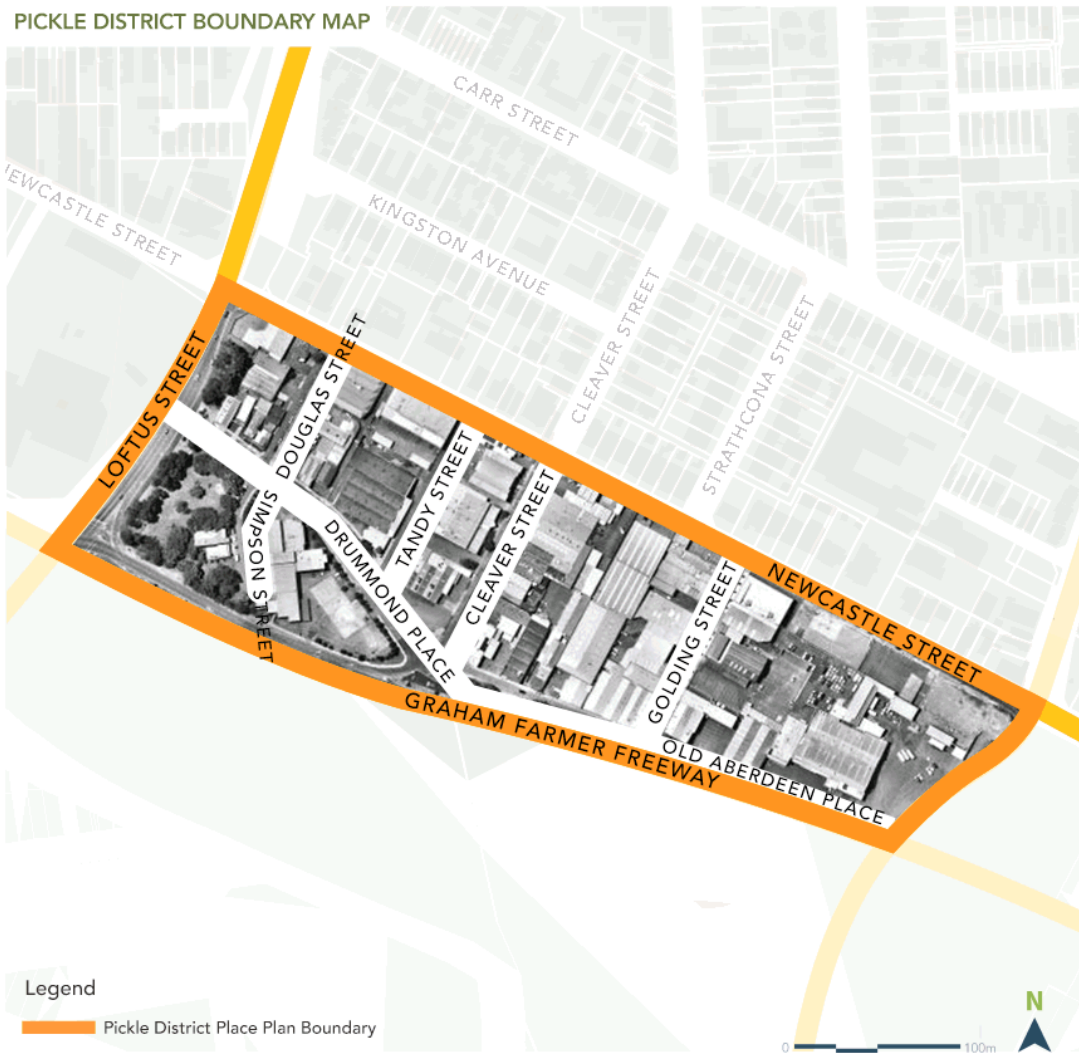 PICKLE DISTRICT BOUNDARY MAP
CARR STREET
NEWCASTLE STREET
KINGSTON AVENUE
CLEAVER STREET
STRATHCONA STREET
LOFTUS STREET
DOUGLAS STREET
SIMPSON STREET
DRUMMOND PLACE
TANDY STREET
CLEAVER STREET
GOLDING STREET
NEWCASTLE STREET
GRAHAM FARMER FREEWAY
OLD ABERDEEN PLACE
Legend
Pickle District Place Plan Boundary
N
0 100m